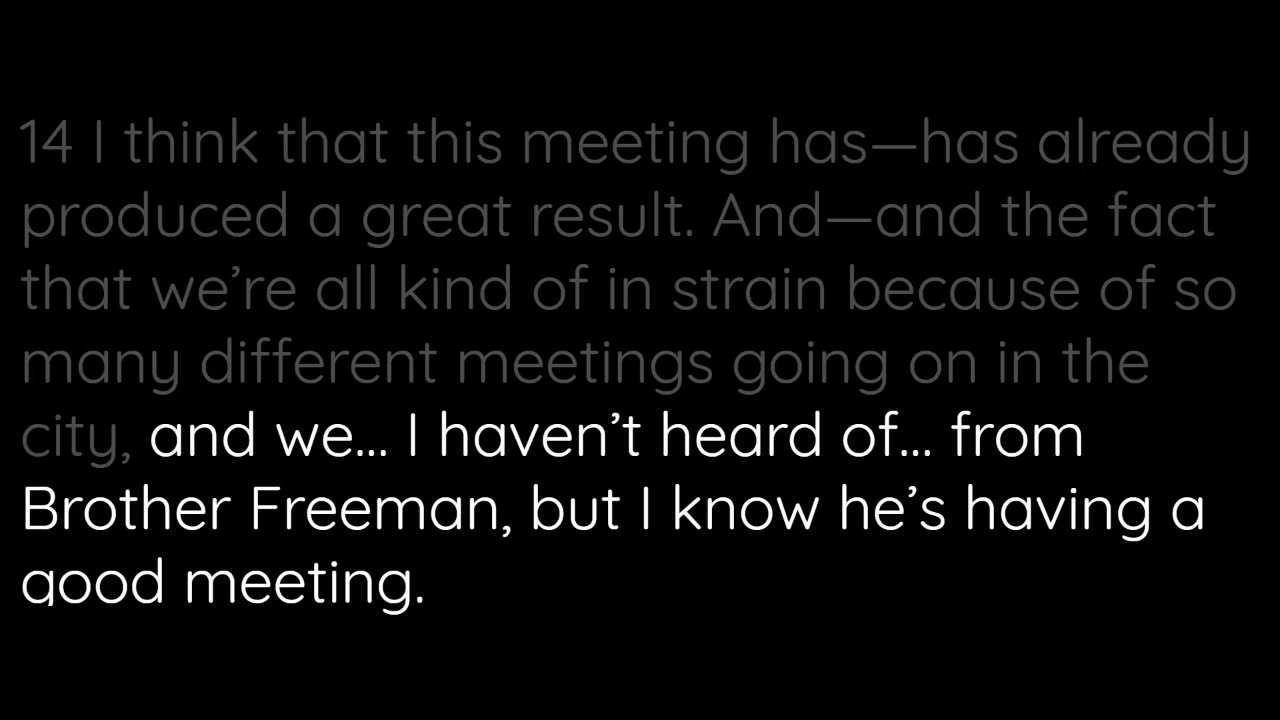 14 I think that this meeting has—has already
produced a great result. And—and the fact
that we’re all kind of in strain because of so
many different meetings going on in the
city, and we... I haven’t heard of... from
Brother Freeman, but I know he’s having a
good meeting.